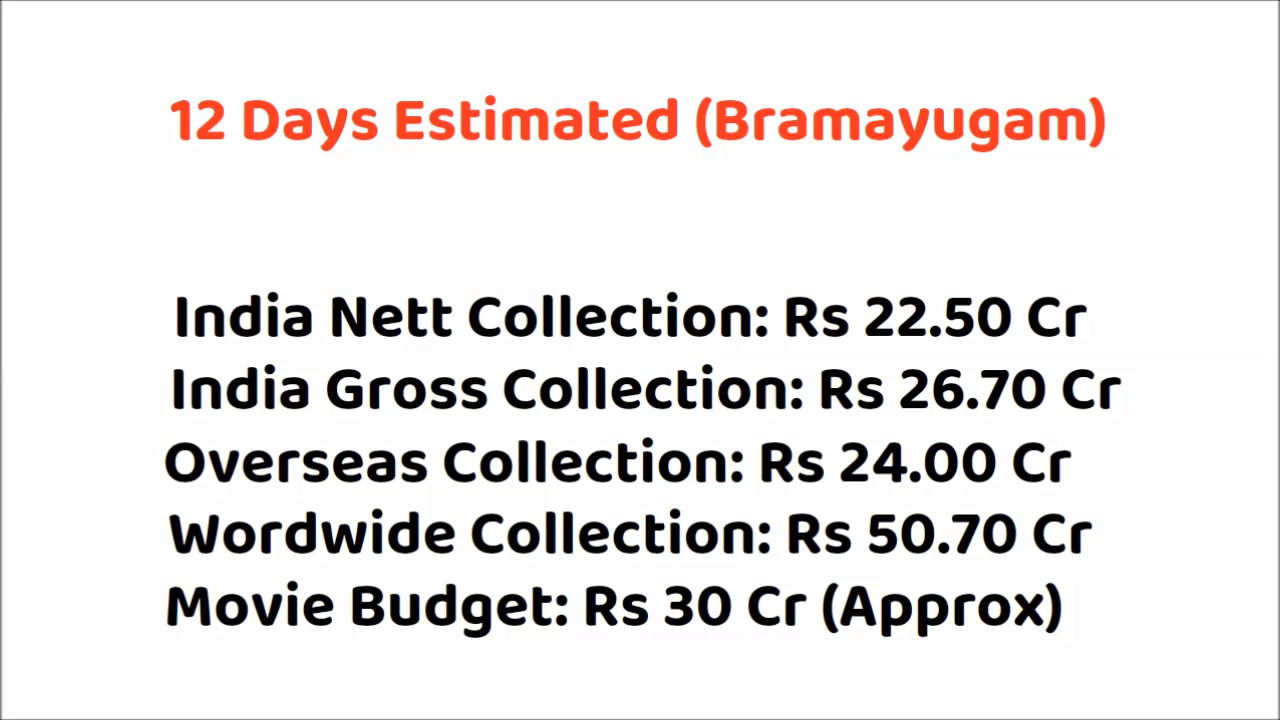 12 Days Estimated (Bramayugam)
India Nett Collection: Rs 22.50 Cr
India Gross Collection: Rs 26.70 Cr
Overseas Collection: Rs 24.00 Cr
Wordwide Collection: Rs 50.70 Cr
Movie Budget: Rs 30 Cr (Approx)